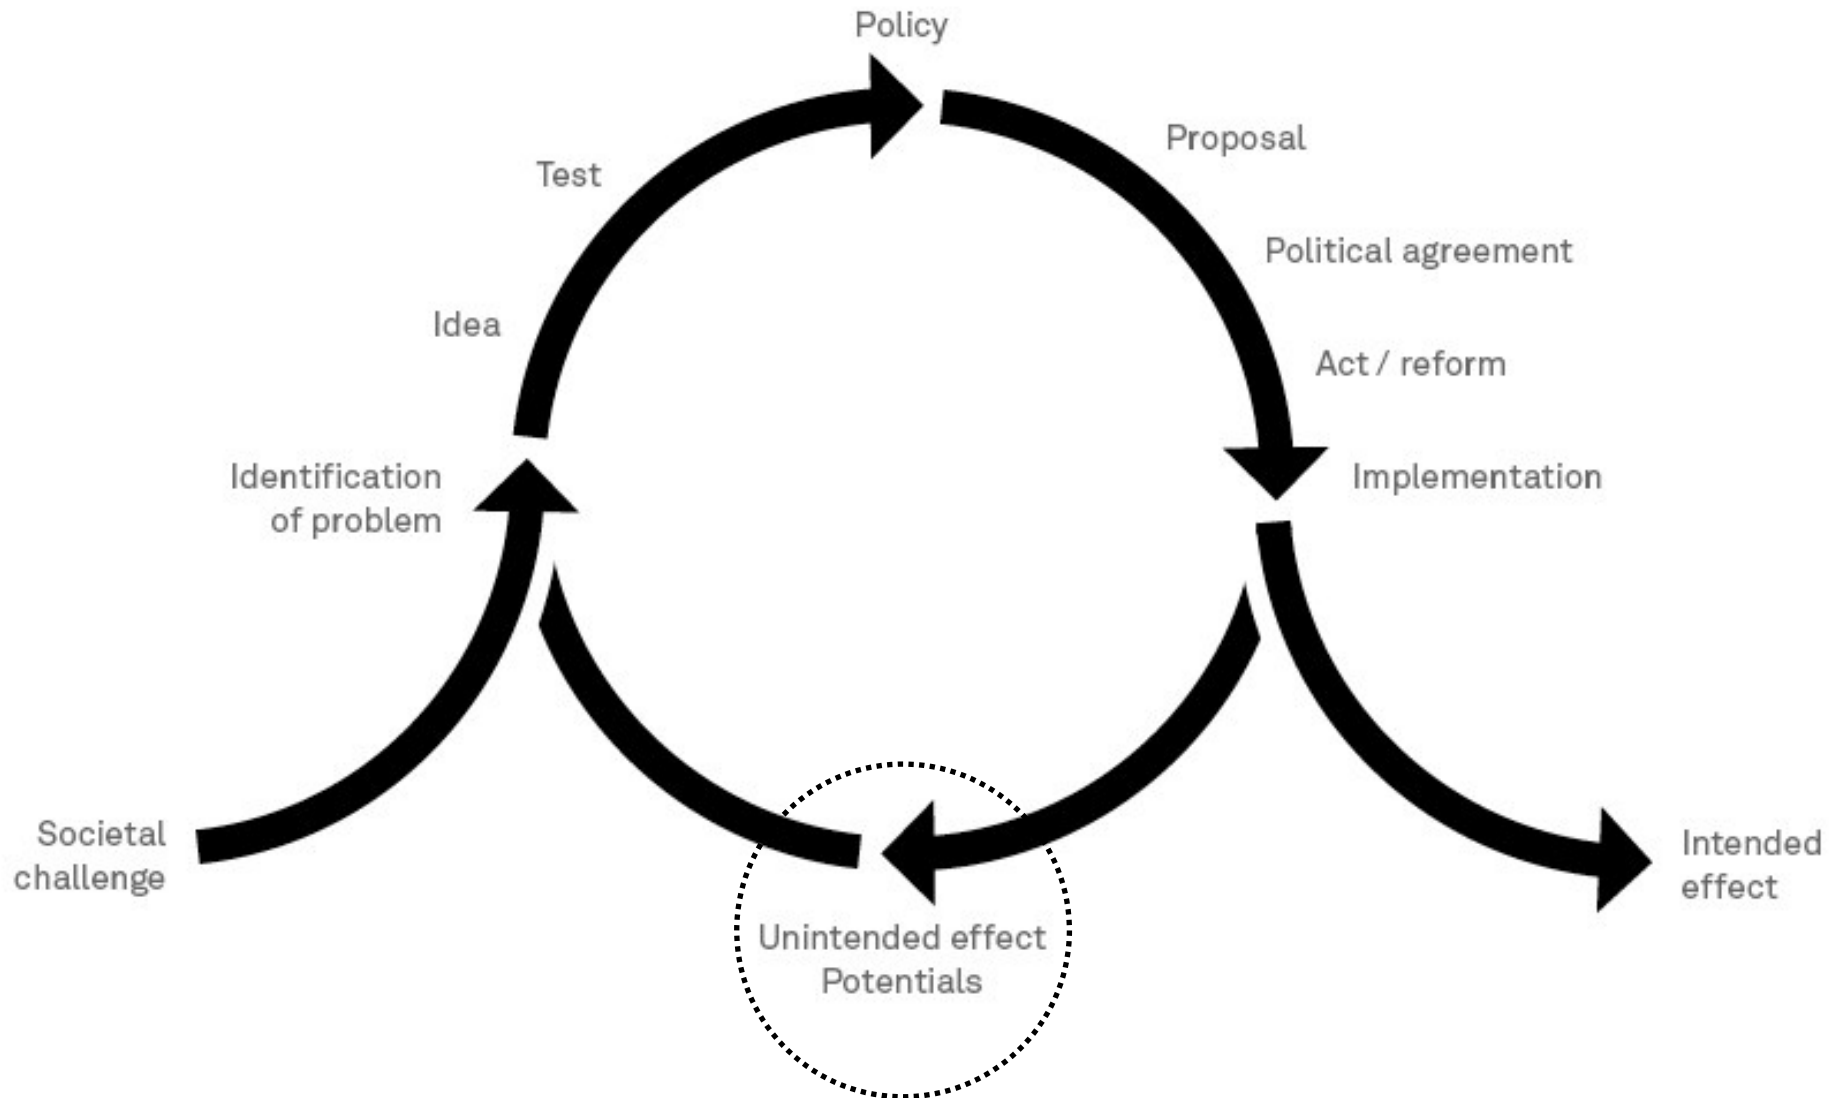 Policy
Proposal
Test
Political agreement
Idea
Act / reform
Identification
of problem
Implementation
Societal
challenge
Intended
effect
Unintended effect
Potentials